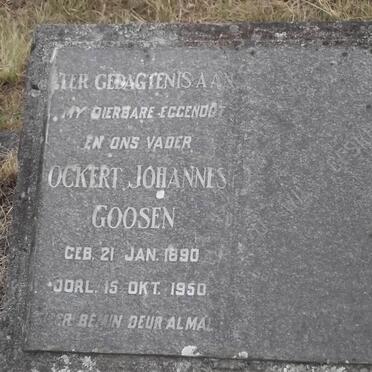 TER GEDAGTENIS AAN
MY DIERBARE EGGENOOT
EN ONS VADER
OCKERT JOHANNES
GOOSEN
GEB. 21 JAN. 1890
OORL. 15 OKT. 1950
BEMIN DEUR ALMAL